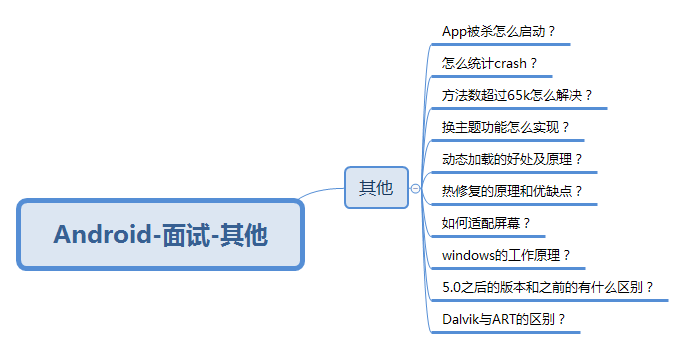 Android-面试-其他
其他
App被杀怎么启动？
怎么统计crash？
方法数超过65k怎么解决？
换主题功能怎么实现？
动态加载的好处及原理？
热修复的原理和优缺点？
如何适配屏幕？
windows的工作原理？
5.0之后的版本和之前的有什么区别？
Dalvik与ART的区别？